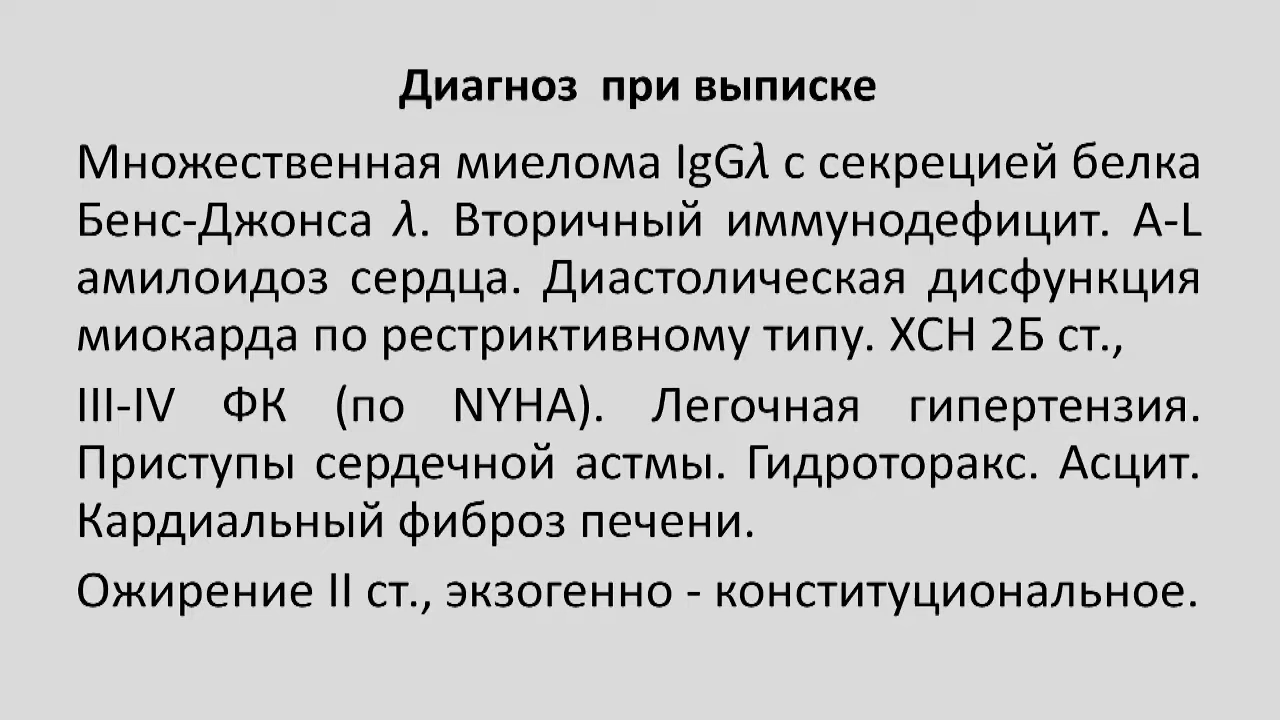 Диагноз при выписке
Множественная миелома IgGλ с секрецией белка
Бенс-Джонса λ. Вторичный иммунодефицит. A-L
амилоидоз сердца. Диастолическая дисфункция
миокарда по рестриктивному типу. ХСН 2Б ст.,
III-IV ФК (по NYHA). Легочная гипертензия.
Приступы сердечной астмы. Гидроторакс. Асцит.
Кардиальный фиброз печени.
Ожирение II ст., экзогенно - конституциональное.